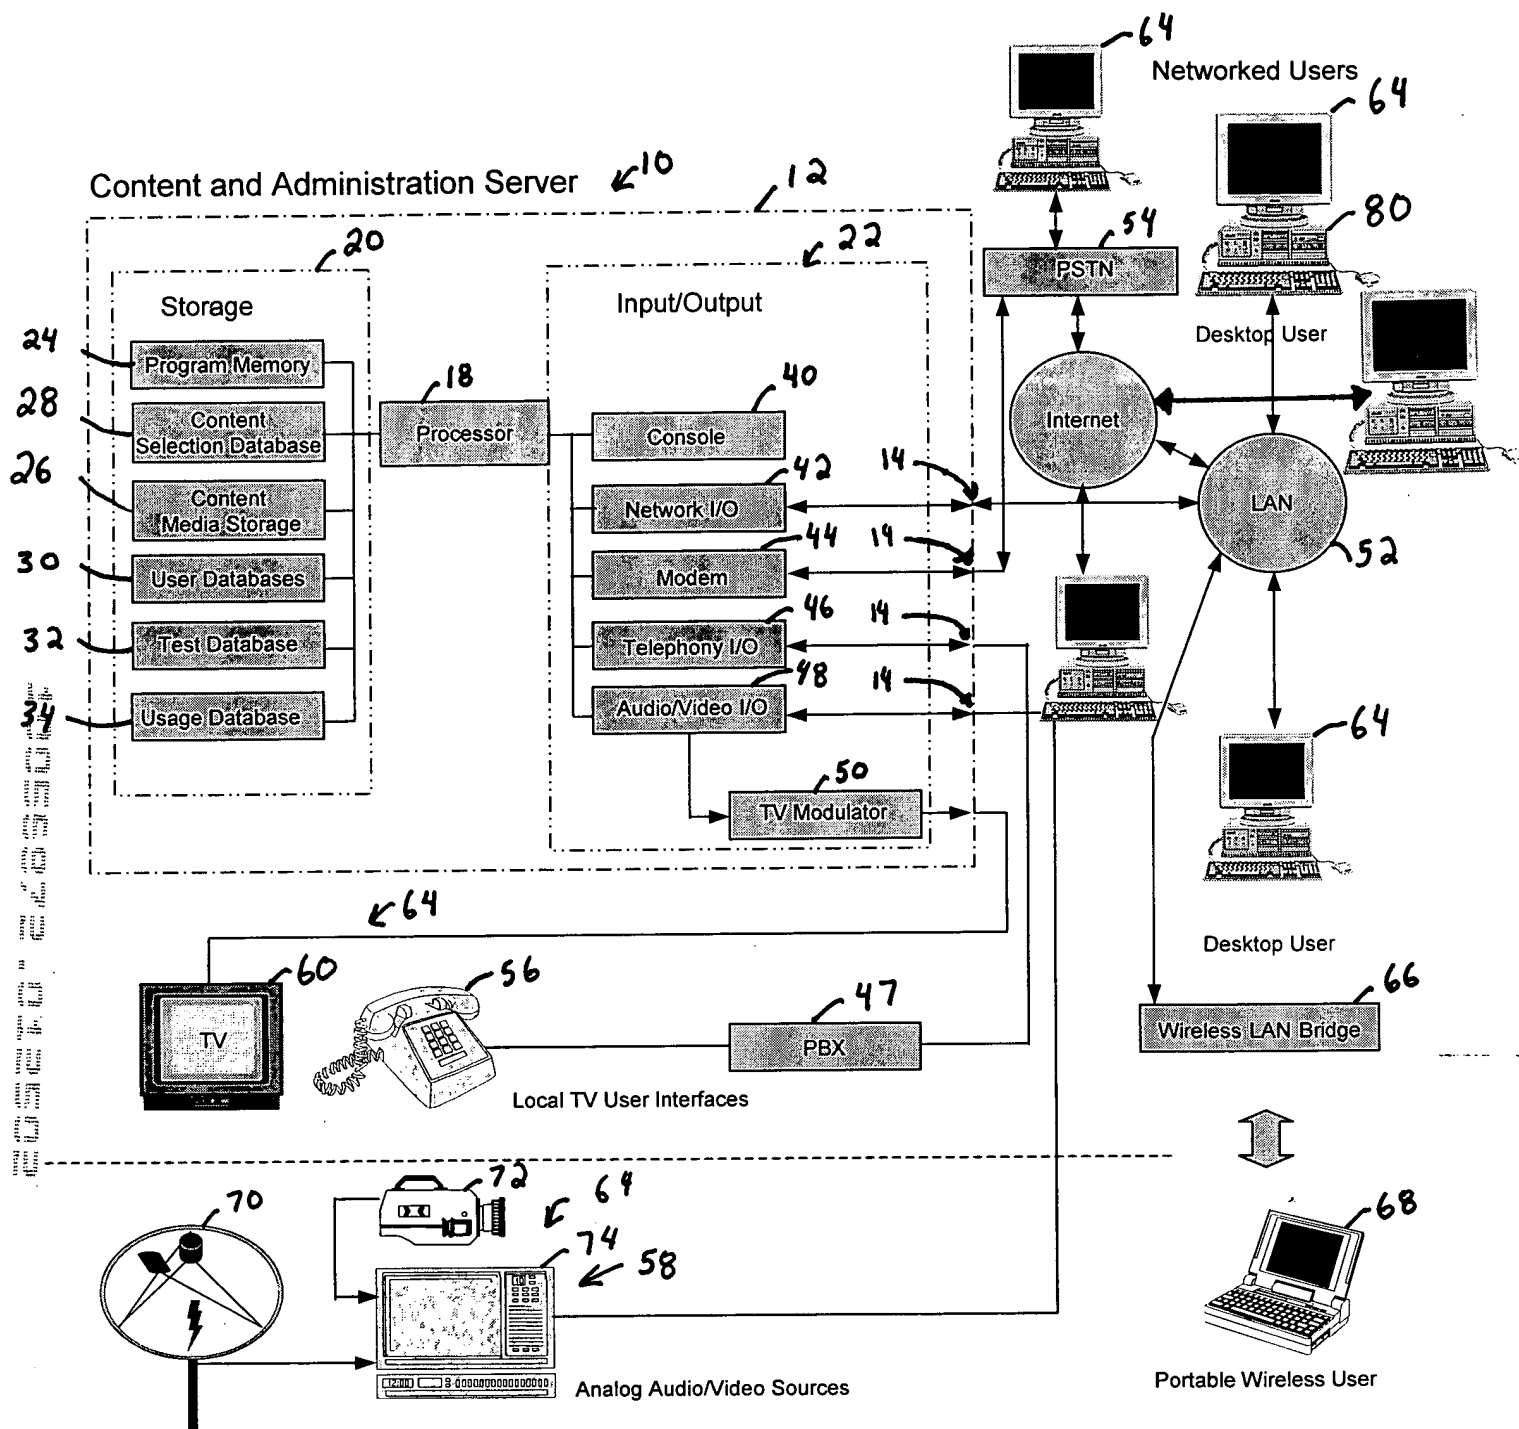 64
Networked Users
64
Content and Administration Server
10
12
80
20
22
54
PSTN
Storage
Input/Output
Desktop User
24
Program Memory
18
40
28
Content
Selection Database
Processor
Console
Internet
26
Content
Media Storage
42
14
Network I/O
LAN
30
User Databases
44
14
Modem
52
32
Test Database
46
14
Telephony I/O
34
Usage Database
48
14
Audio/Video I/O
64
50
TV Modulator
64
Desktop User
60
56
47
66
TV
PBX
Wireless LAN Bridge
Local TV User Interfaces
72
64
70
74
58
68
12:00
Analog Audio/Video Sources
Portable Wireless User